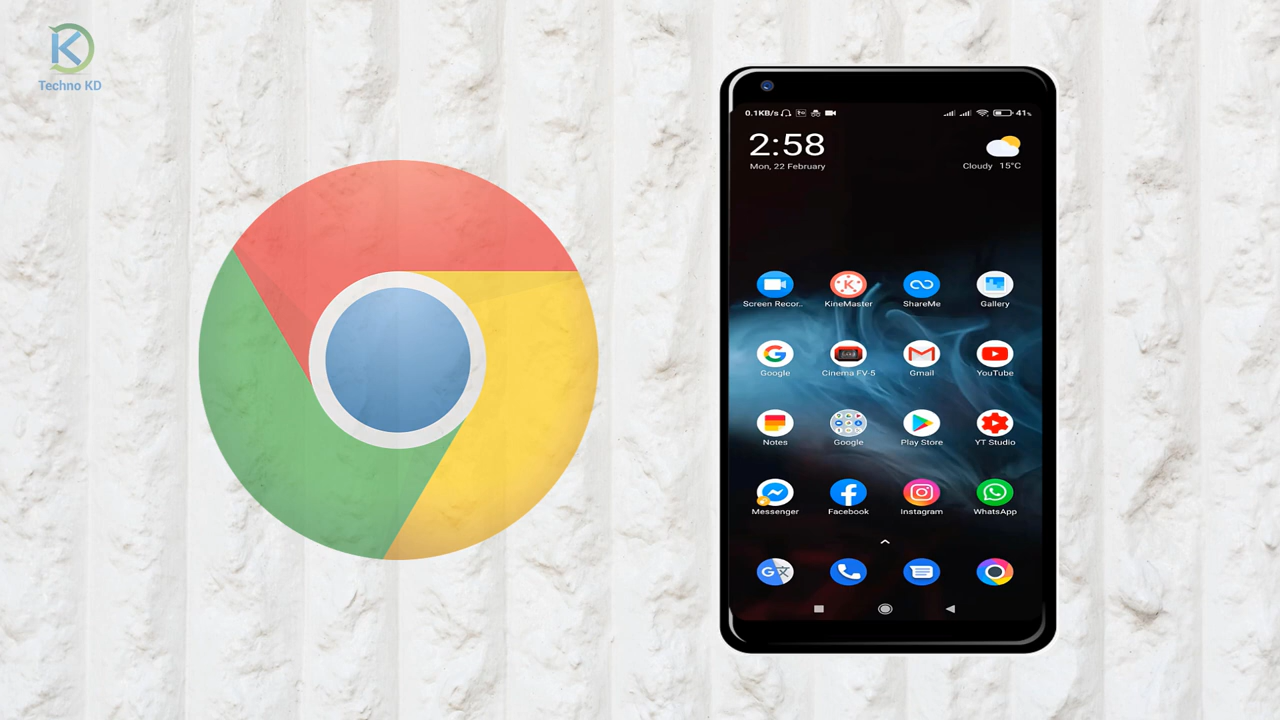 Techno KD
0.1KB/s
41%
2:58
Mon, 22 February
Cloudy 15°C
Screen Recor..
KineMaster
ShareMe
Gallery
Google
Cinema FV-5
Gmail
YouTube
Notes
Google
Play Store
YT Studio
Messenger
Facebook
Instagram
WhatsApp